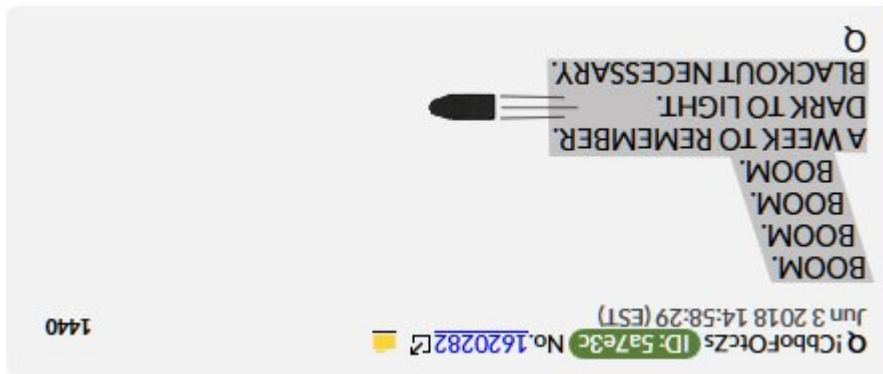 Q !CbboFOtcZs ID: 5a7e3c No.1620282
Jun 3 2018 14:58:29 (EST)
1440
BOOM.
BOOM.
BOOM.
BOOM.
A WEEK TO REMEMBER.
DARK TO LIGHT.
BLACKOUT NECESSARY.
Q